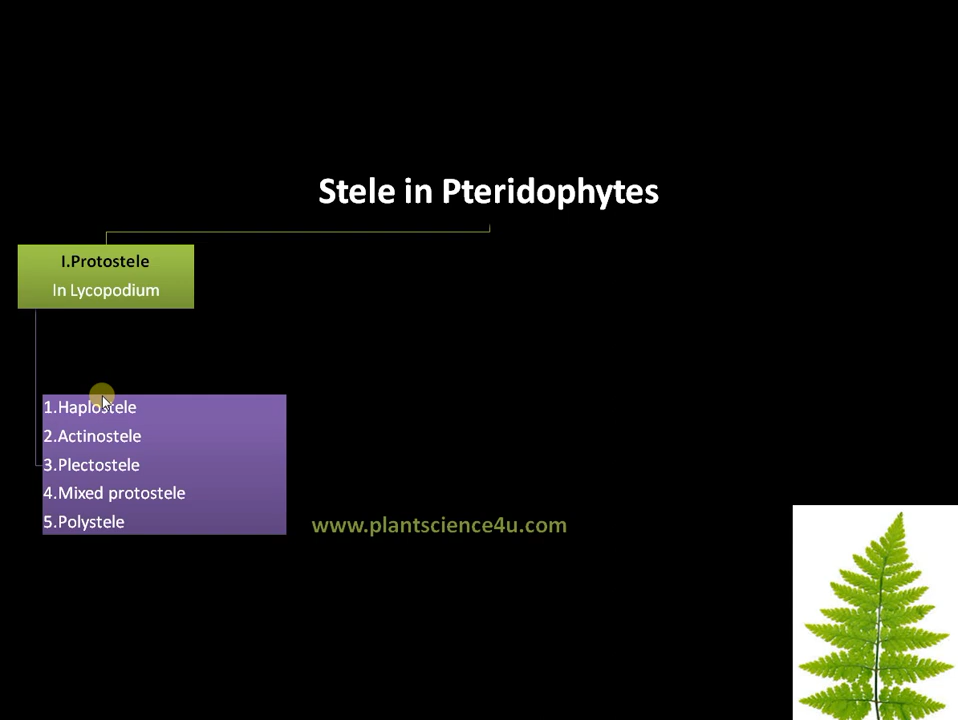 Stele in Pteridophytes
I.Protostele
In Lycopodium
1.Haplostele
2.Actinostele
3.Plectostele
4.Mixed protostele
5.Polystele
www.plantscience4u.com